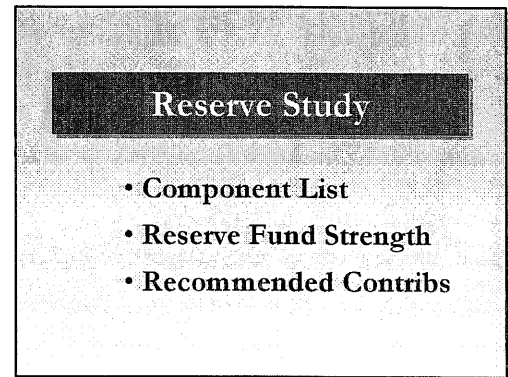 Reserve Study
• Component List
• Reserve Fund Strength
• Recommended Contribs